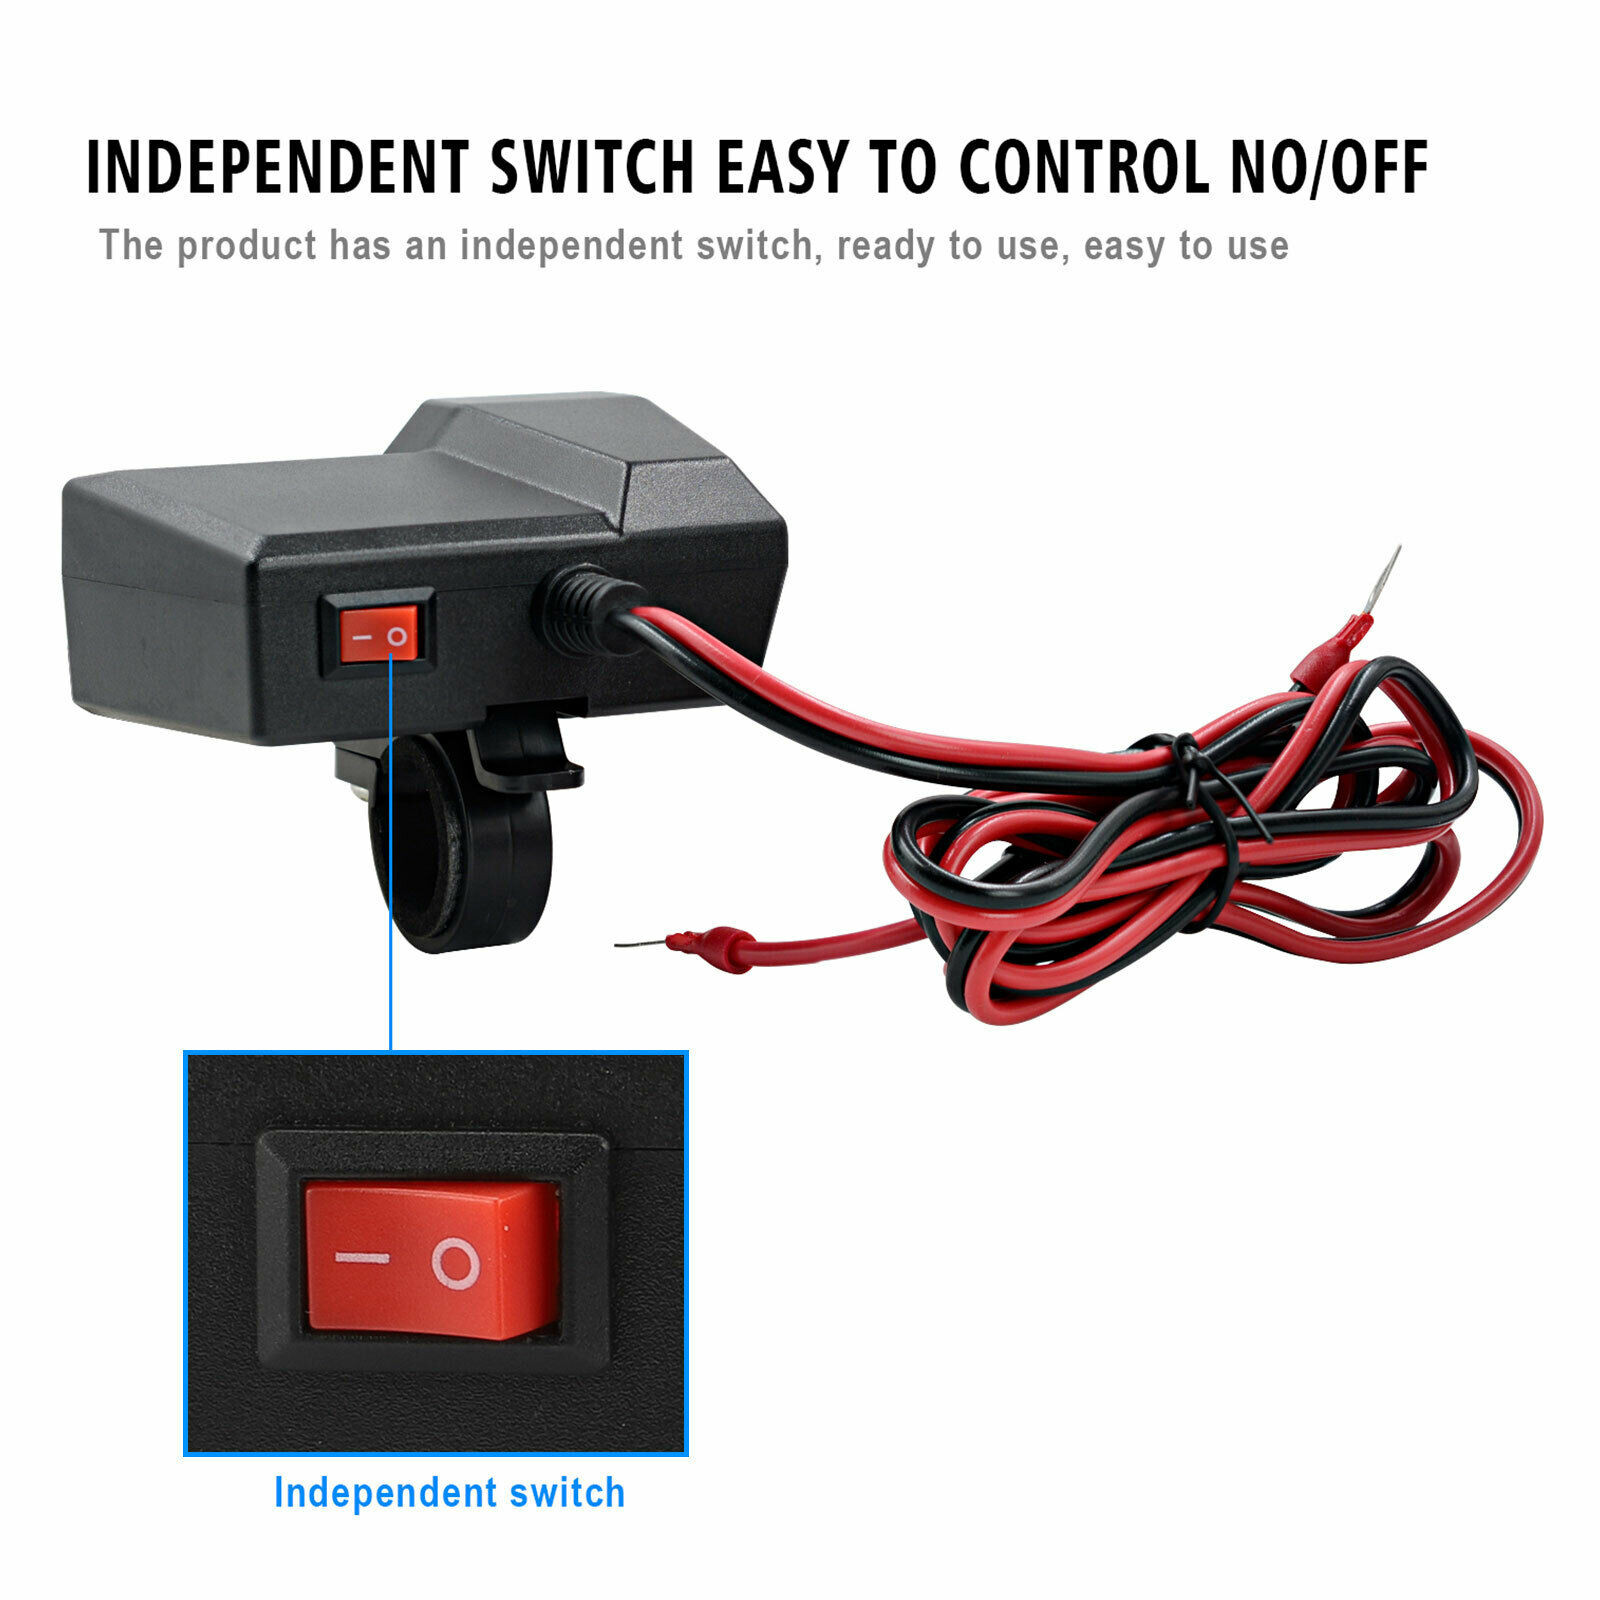 INDEPENDENT SWITCH EASY TO CONTROL NO/OFF
The product has an independent switch, ready to use, easy to use
Independent switch